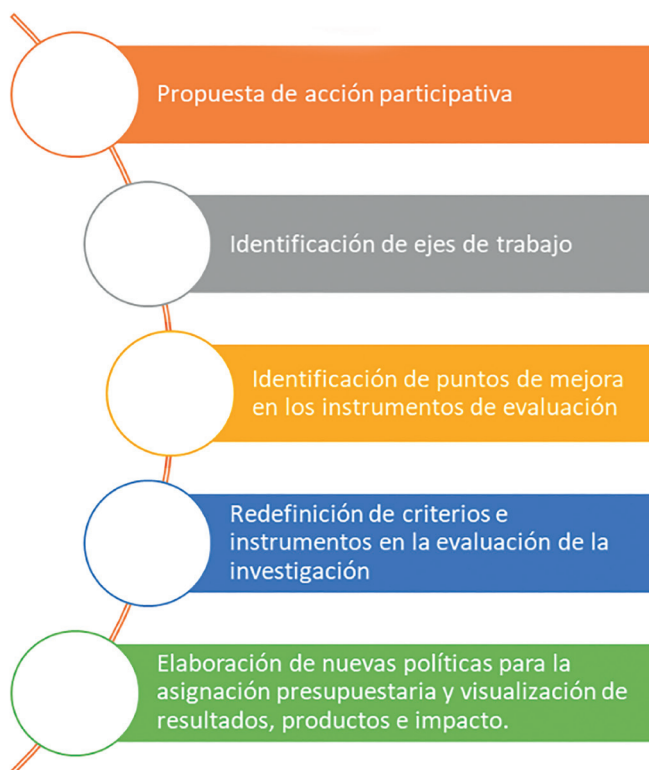 Propuesta de acción participativa
Identificación de ejes de trabajo
Identificación de puntos de mejora
en los instrumentos de evaluación
Redefinición de criterios e
instrumentos en la evaluación de la
investigación
Elaboración de nuevas políticas para la
asignación presupuestaria y visualización de
resultados, productos e impacto.